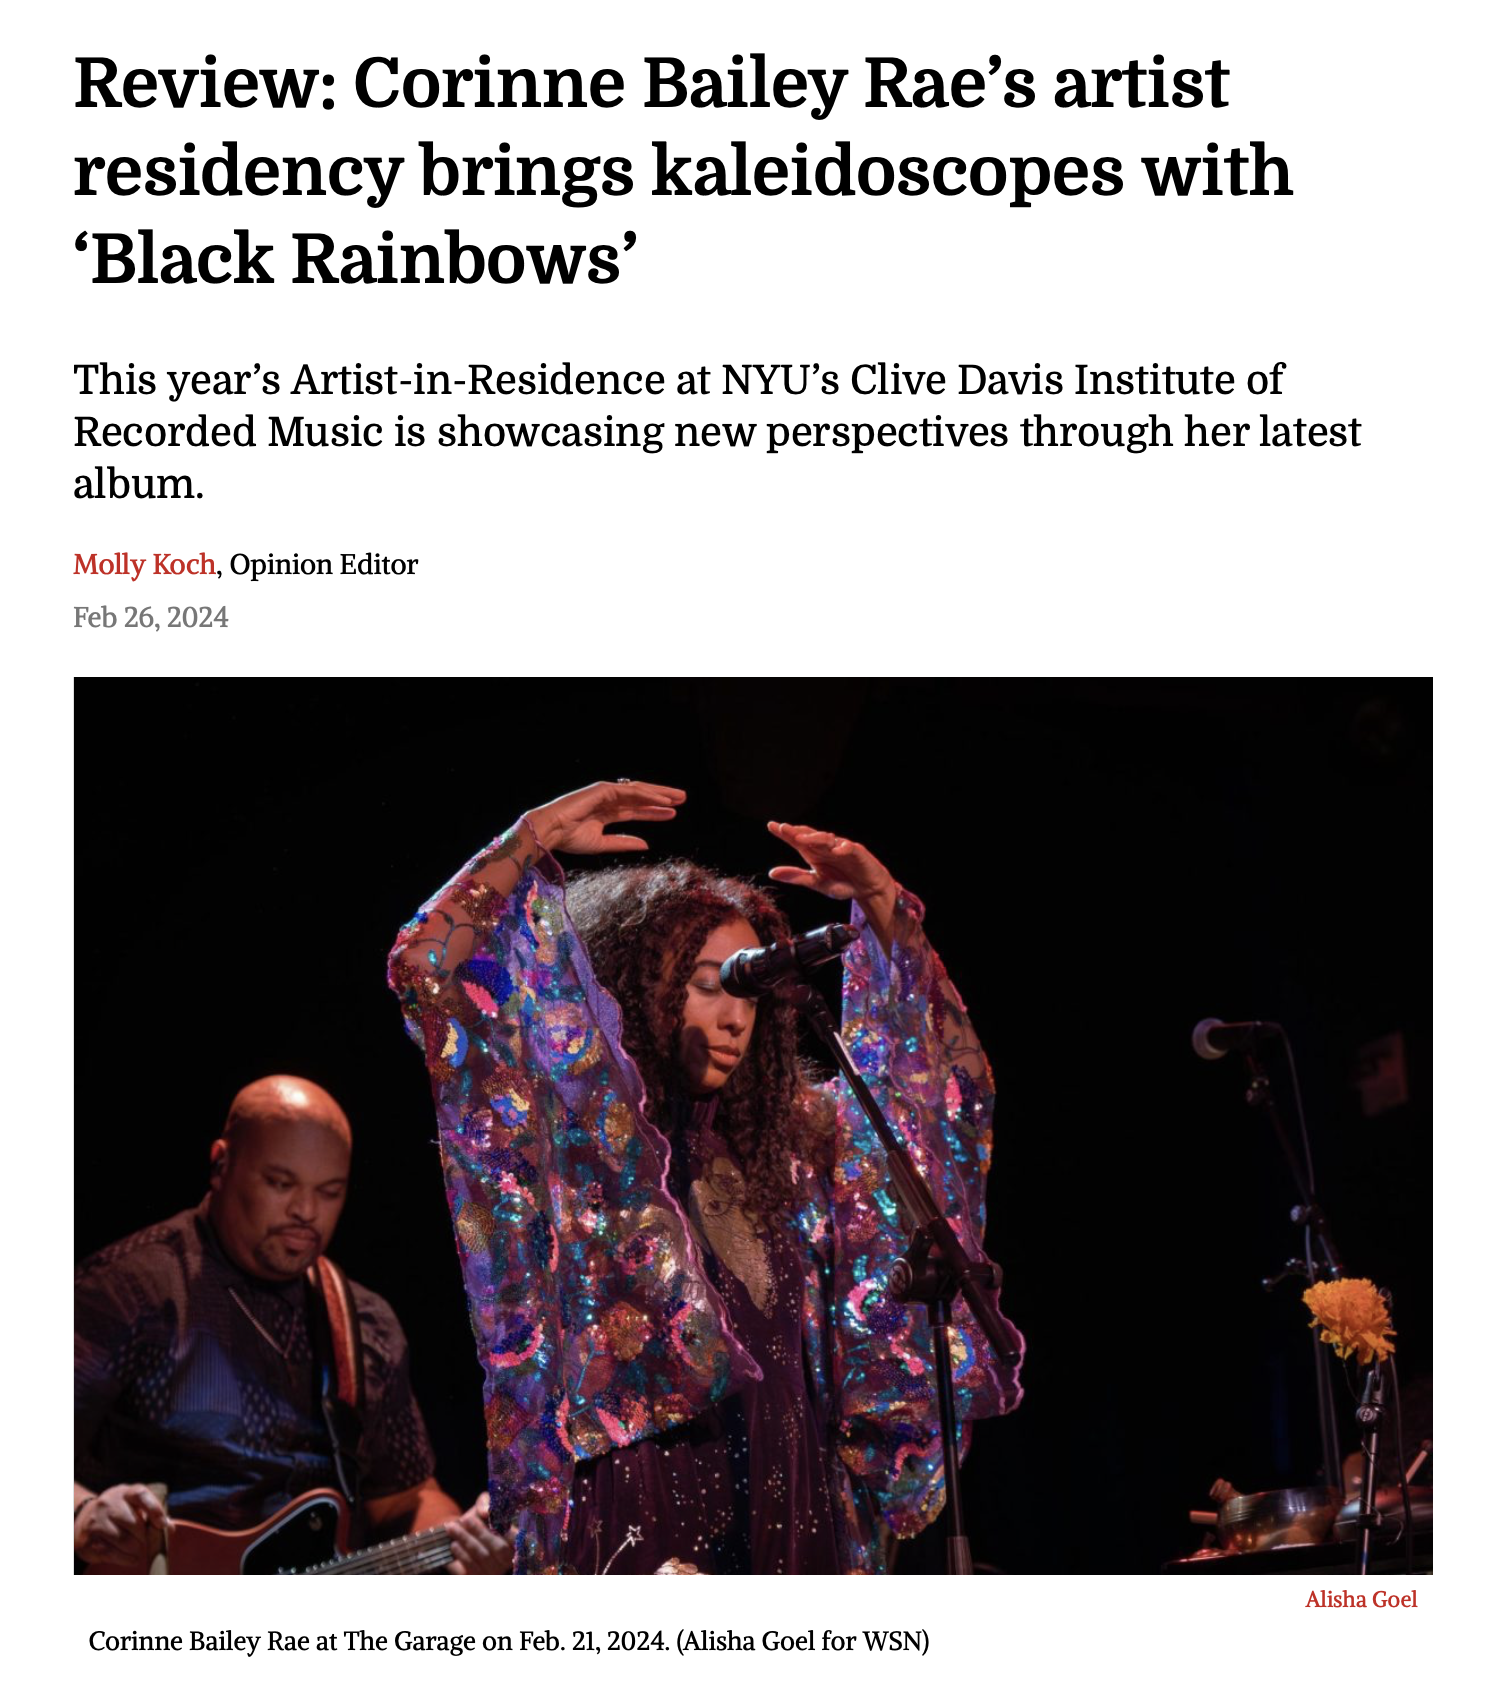 Review: Corinne Bailey Rae’s artist
residency brings kaleidoscopes with
‘Black Rainbows’
This year’s Artist-in-Residence at NYU’s Clive Davis Institute of
Recorded Music is showcasing new perspectives through her latest
album.
Molly Koch, Opinion Editor
Feb 26, 2024
Alisha Goel
Corinne Bailey Rae at The Garage on Feb. 21, 2024. (Alisha Goel for WSN)